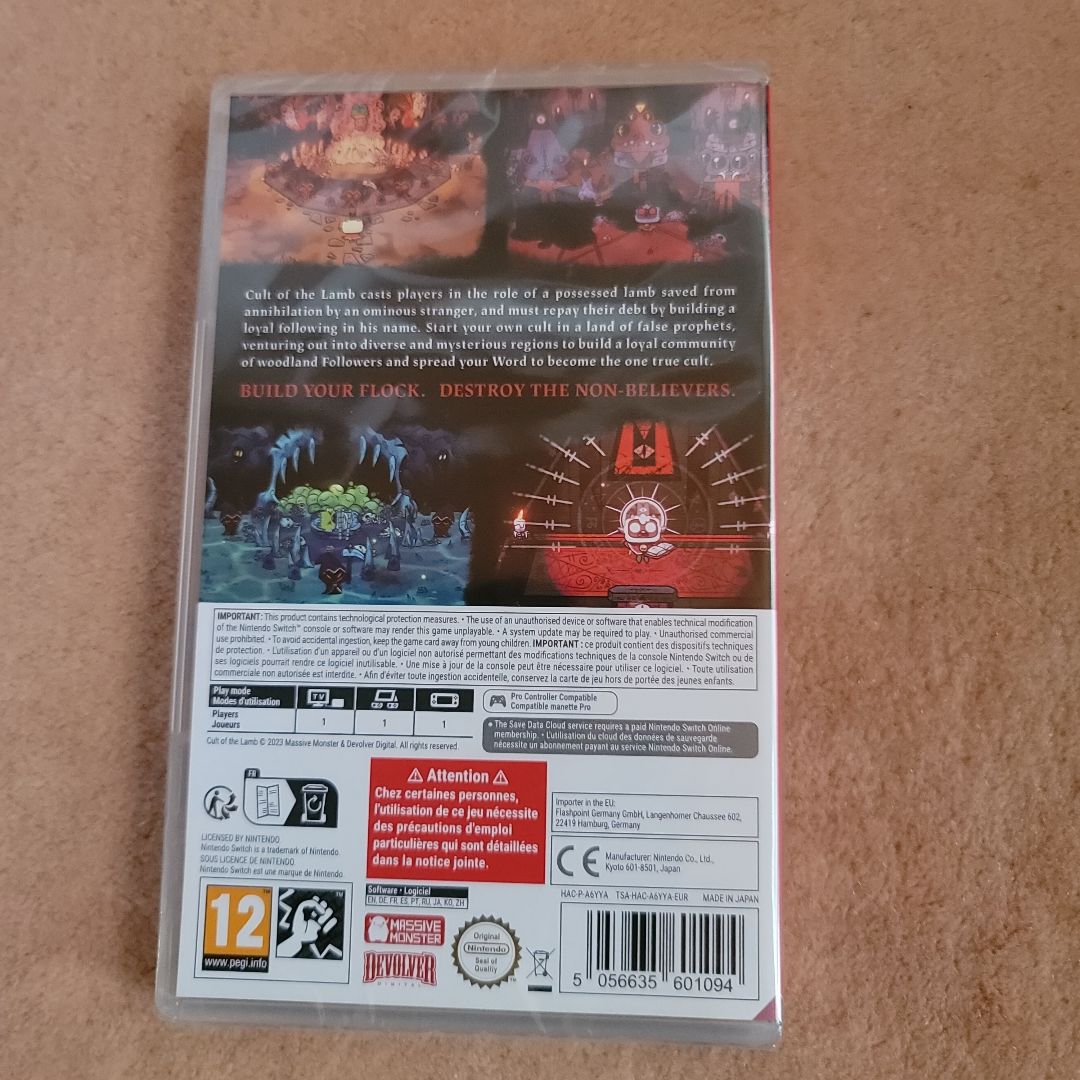 Cult of the Lamb casts players in the role of a possessed lamb saved from
annihilation by an ominous stranger, and must repay their debt by building a
loyal following in his name. Start your own cult in a land of false prophets,
venturing out into diverse and mysterious regions to build a loyal community
of woodland Followers and spread your Word to become the one true cult.
BUILD YOUR FLOCK. DESTROY THE NON-BELIEVERS.
IMPORTANT: This product contains technological protection measures. • The use of an unauthorised device or software that enables technical modification
of the Nintendo Switch™ console or software may render this game unplayable. • A system update may be required to play. • Unauthorised commercial
use prohibited. • To avoid accidental ingestion, keep the game card away from young children. IMPORTANT : ce produit contient des dispositifs techniques
de protection. • L'utilisation d'un appareil ou d'un logiciel non autorisé permettant des modifications techniques de la console Nintendo Switch ou de
ses logiciels pourrait rendre ce logiciel inutilisable. • Une mise à jour de la console peut être nécessaire pour utiliser ce logiciel. • Toute utilisation
commerciale non autorisée est interdite. • Afin d'éviter toute ingestion accidentelle, conservez la carte de jeu hors de portée des jeunes enfants.
Play mode
Modes d'utilisation
TV
Players
Joueurs
1 1 1
Pro Controller Compatible
Compatible manette Pro
• The Save Data Cloud service requires a paid Nintendo Switch Online
membership. • L'utilisation du cloud des données de sauvegarde
nécessite un abonnement payant au service Nintendo Switch Online.
Cult of the Lamb © 2023 Massive Monster & Devolver Digital. All rights reserved.
FR
LICENSED BY NINTENDO
Nintendo Switch is a trademark of Nintendo.
SOUS LICENCE DE NINTENDO
Nintendo Switch est une marque de Nintendo.
Attention
Chez certaines personnes,
l'utilisation de ce jeu nécessite
des précautions d'emploi
particulières qui sont détaillées
dans la notice jointe.
Importer in the EU:
Flashpoint Germany GmbH, Langenhorner Chaussee 602,
22419 Hamburg, Germany
CE
Manufacturer: Nintendo Co., Ltd.,
Kyoto 601-8501, Japan
HAC-P-A6YYA TSA-HAC-A6YYA-EUR MADE IN JAPAN
12
™
www.pegi.info
™
Software • Logiciel
EN, DE, FR, ES, PT, RU, JA, KO, ZH
MASSIVE
MONSTER
DEVOLVER
DIGITAL
Original
Nintendo
Seal of
Quality
™
5 056635 601094